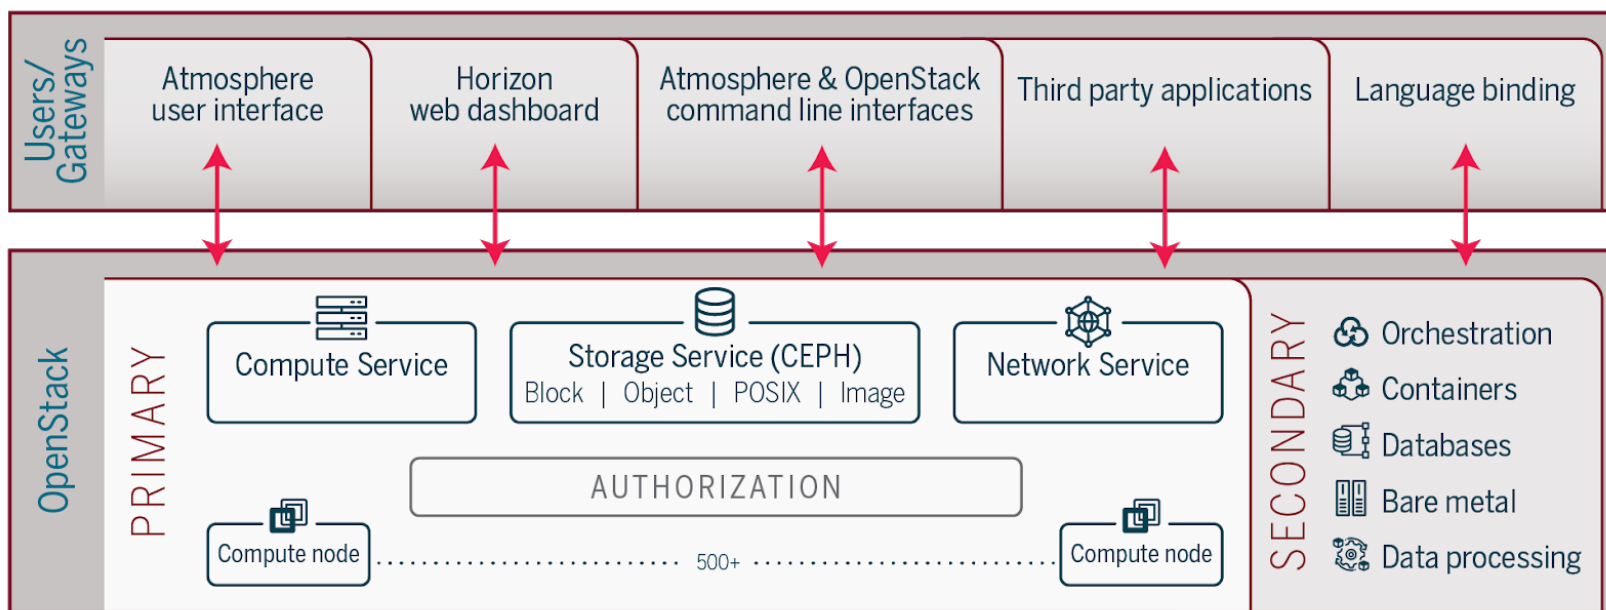 Users/
Gateways
Atmosphere
user interface
Horizon
web dashboard
Atmosphere & OpenStack
command line interfaces
Third party applications
Language binding
OpenStack
PRIMARY
Compute Service
Storage Service (CEPH)
Block | Object | POSIX | Image
Network Service
AUTHORIZATION
Compute node
500+
Compute node
SECONDARY
Orchestration
Containers
Databases
Bare metal
Data processing